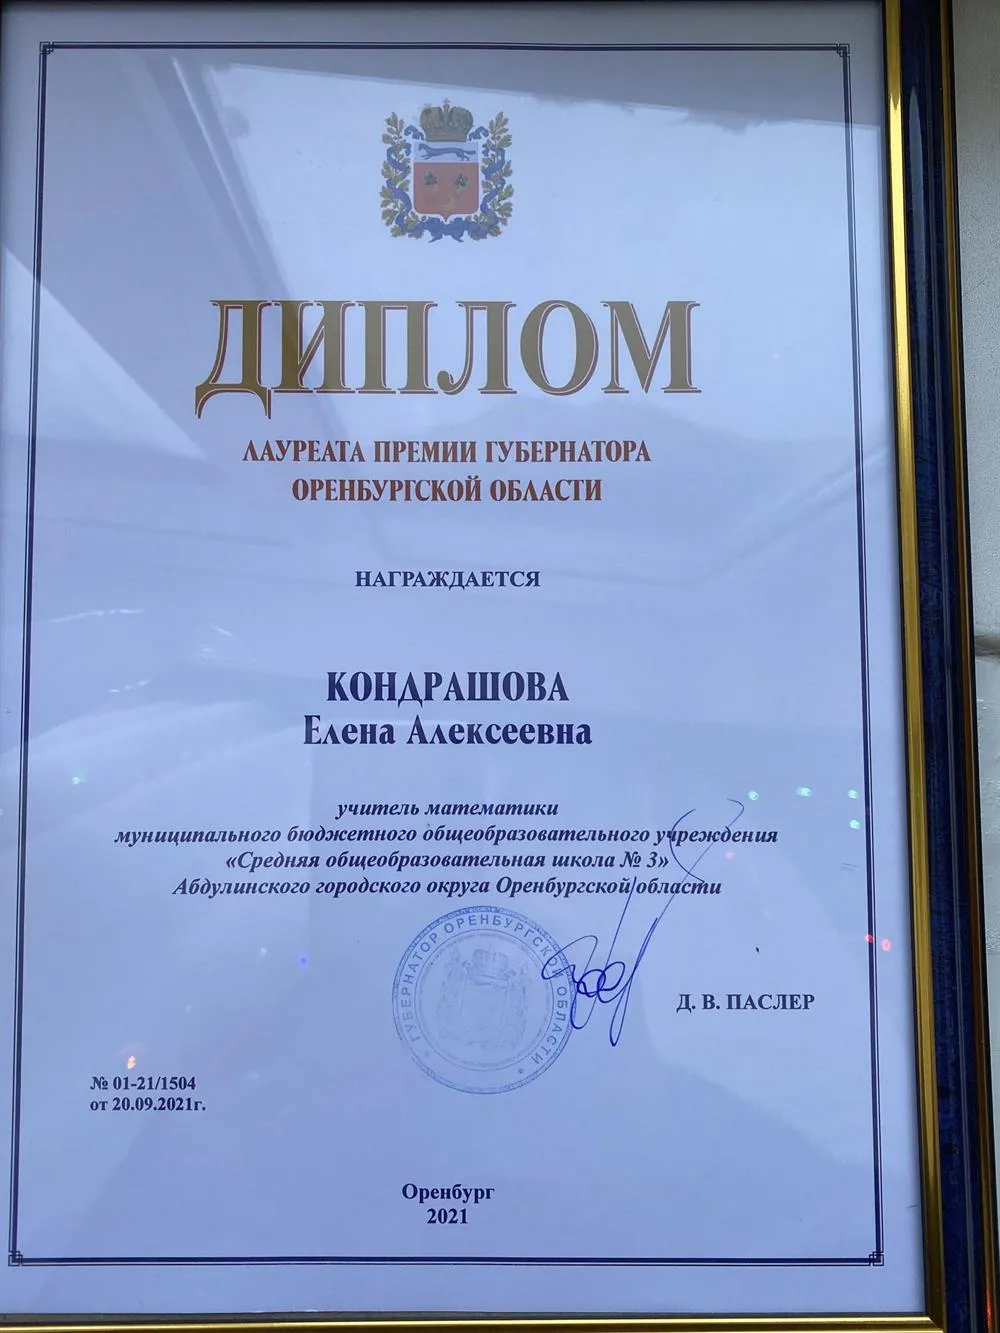 ДИПЛОМ
ЛАУРЕАТА ПРЕМИИ ГУБЕРНАТОРА
ОРЕНБУРГСКОЙ ОБЛАСТИ
НАГРАЖДАЕТСЯ
КОНДРАШОВА
Елена Алексеевна
учитель математики
муниципального бюджетного общеобразовательного учреждения
«Средняя общеобразовательная школа № 3»
Абдулинского городского округа Оренбургской области
ГУБЕРНАТОР ОРЕНБУРГСКОЙ ОБЛАСТИ
Д. В. ПАСЛЕР
№ 01-21/1504
от 20.09.2021г.
Оренбург
2021